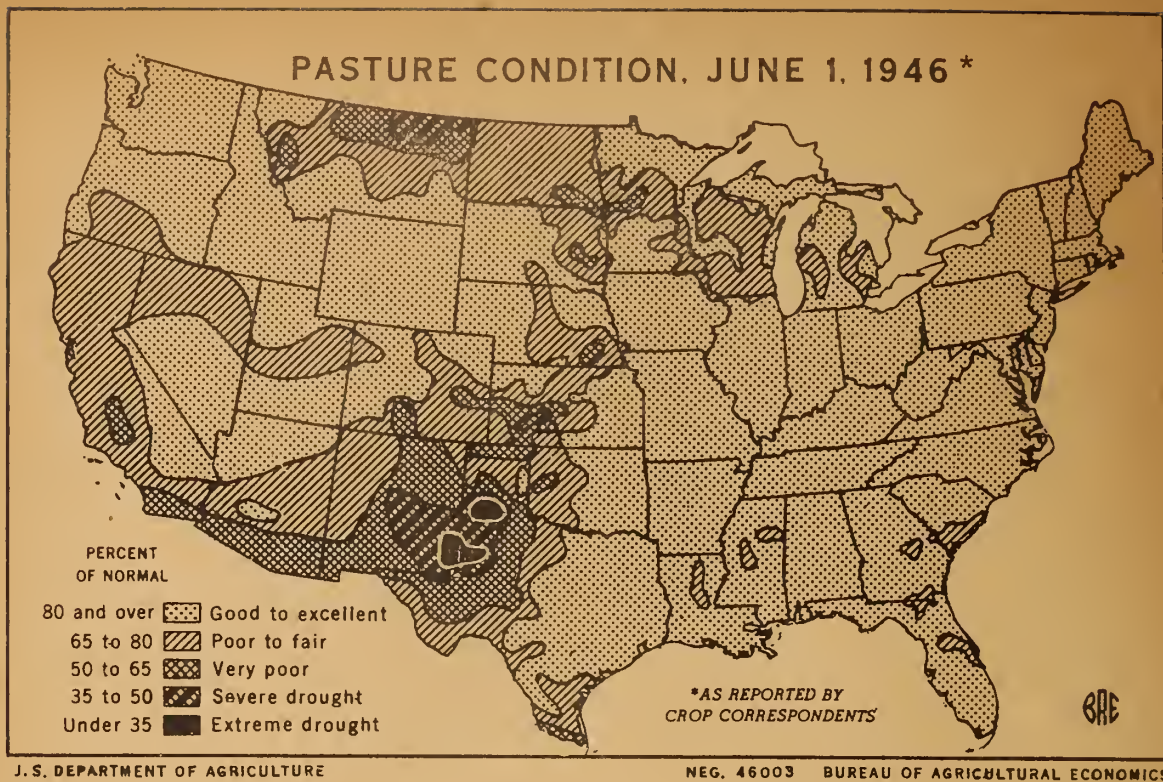 PASTURE CONDITION, JUNE 1, 1946*
PERCENT
OF NORMAL
80 and over Good to excellent
65 to 80 Poor to fair
50 to 65 Very poor
35 to 50 Severe drought
Under 35 Extreme drought
*AS REPORTED BY
CROP CORRESPONDENTS
BAE
J.S. DEPARTMENT OF AGRICULTURE NEG. 46003 BUREAU OF AGRICULTURAL ECONOMIC